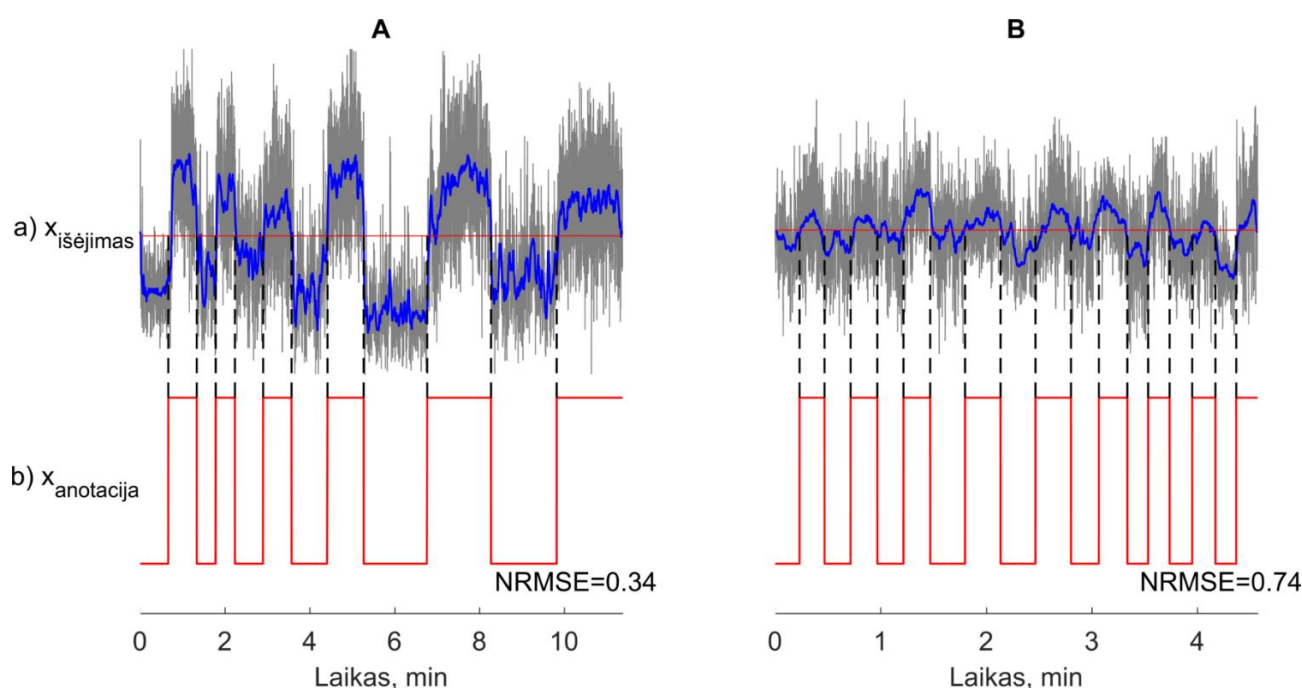 A
B
a) xišėjimas
b) xanotacija
NRMSE=0.34
NRMSE=0.74
0 2 4 6 8 10
0 1 2 3 4
Laikas, min
Laikas, min